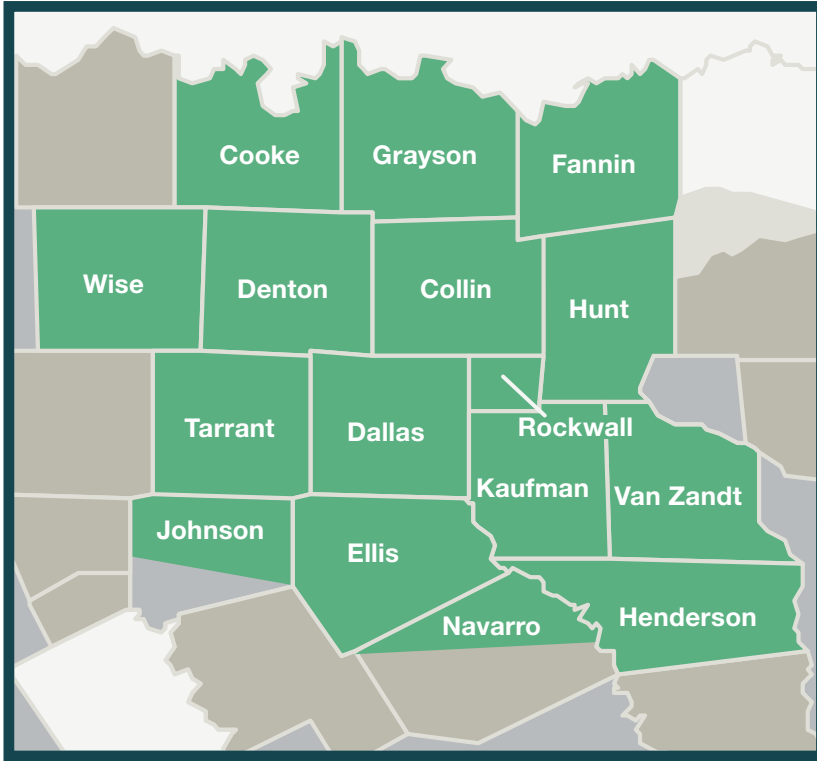 Cooke
Grayson
Fannin
Wise
Denton
Collin
Hunt
Tarrant
Dallas
Rockwall
Kaufman
Van Zandt
Johnson
Ellis
Navarro
Henderson